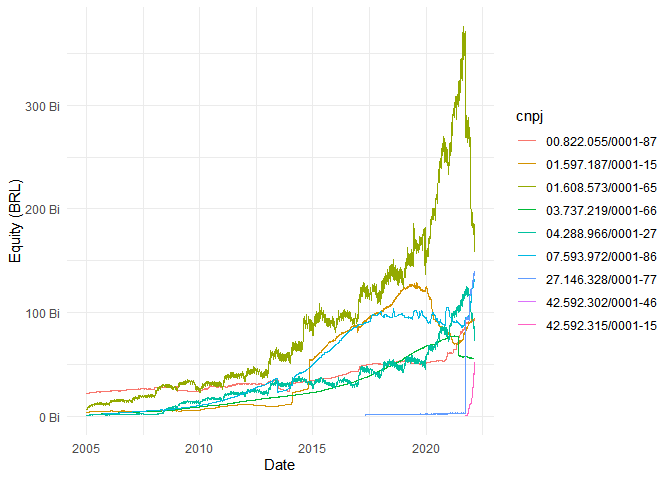 300 Bi
200 Bi
100 Bi
0 Bi
Equity (BRL)
2005
2010
2015
2020
Date
cnpj
00.822.055/0001-87
01.597.187/0001-15
01.608.573/0001-65
03.737.219/0001-66
04.288.966/0001-27
07.593.972/0001-86
27.146.328/0001-77
42.592.302/0001-46
42.592.315/0001-15